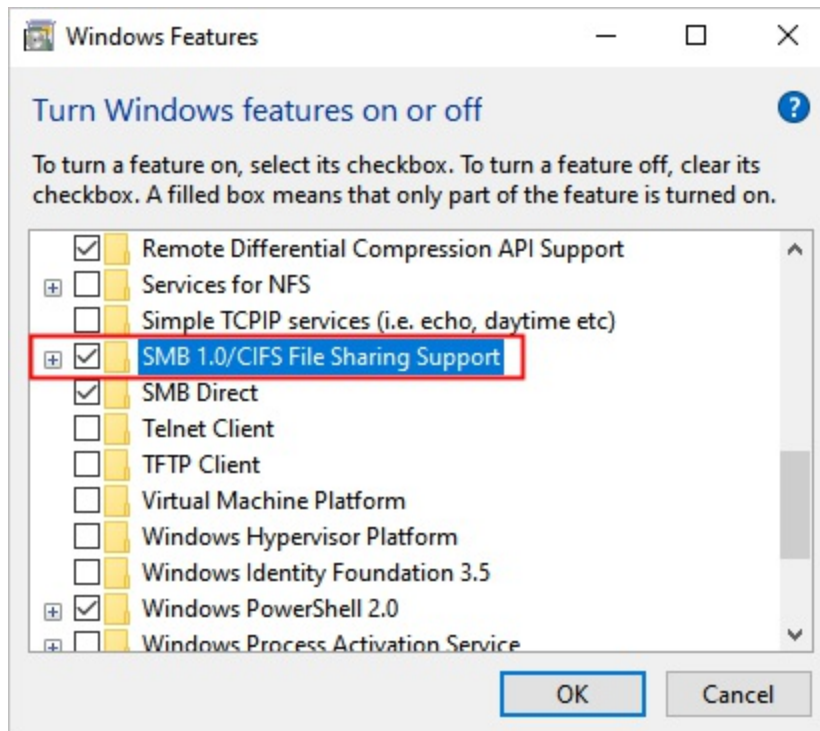 Windows Features
Turn Windows features on or off
?
To turn a feature on, select its checkbox. To turn a feature off, clear its
checkbox. A filled box means that only part of the feature is turned on.
Remote Differential Compression API Support
Services for NFS
Simple TCPIP services (i.e. echo, daytime etc)
SMB 1.0/CIFS File Sharing Support
SMB Direct
Telnet Client
TFTP Client
Virtual Machine Platform
Windows Hypervisor Platform
Windows Identity Foundation 3.5
Windows PowerShell 2.0
Windows Process Activation Service
OK Cancel